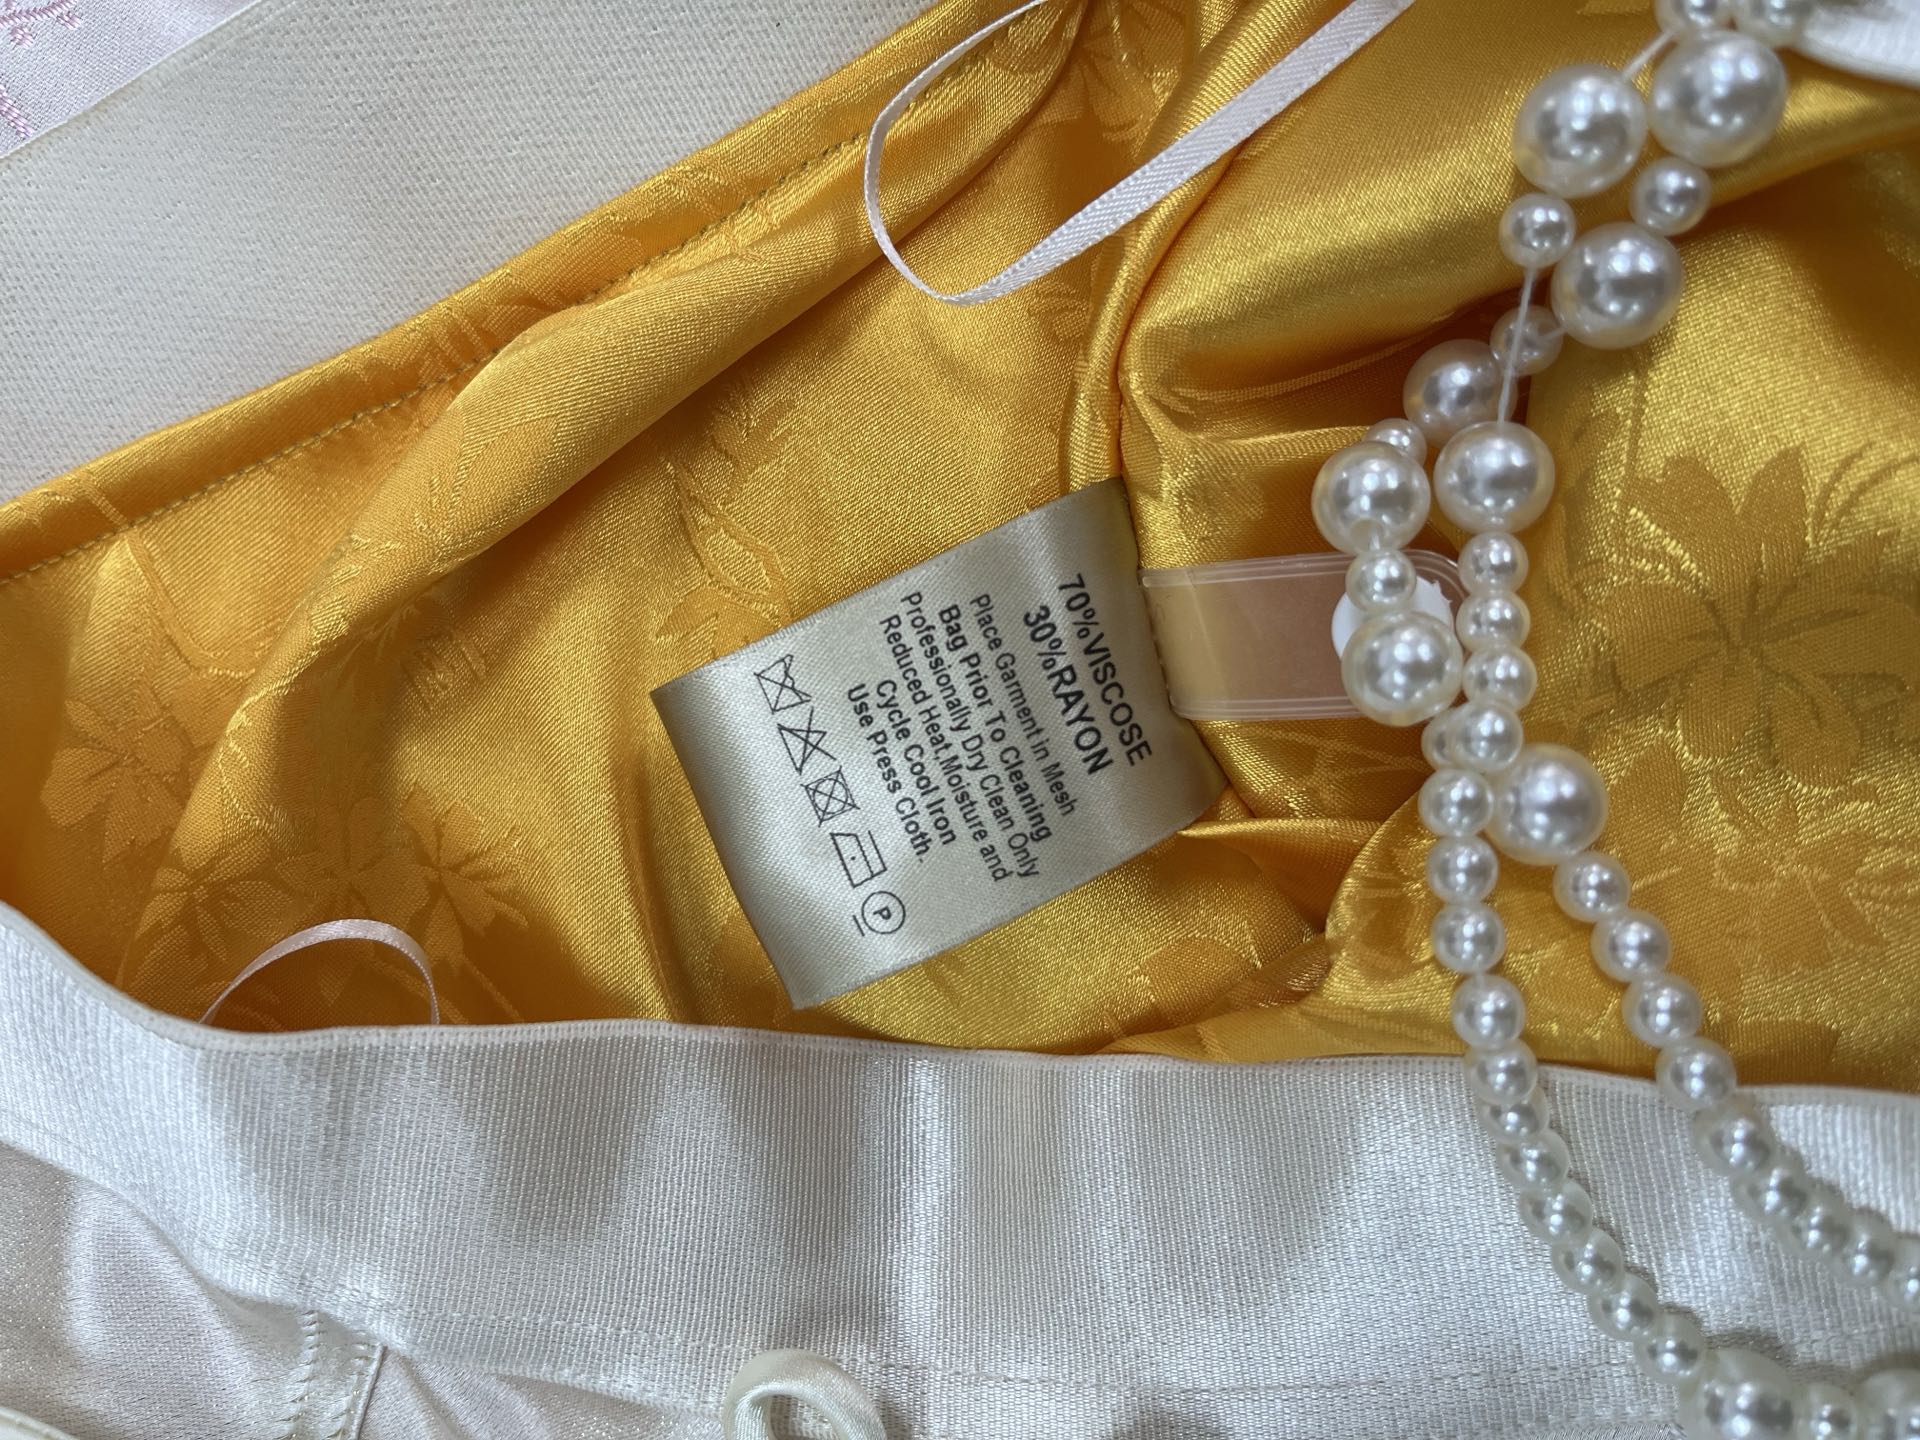 70%VISCOSE
30%RAYON
Place Garment in Mesh
Bag Prior To Cleaning
Professionally Dry Clean Only
Reduced Heat,Moisture and
Cycle Cool Iron
Use Press Cloth.
P